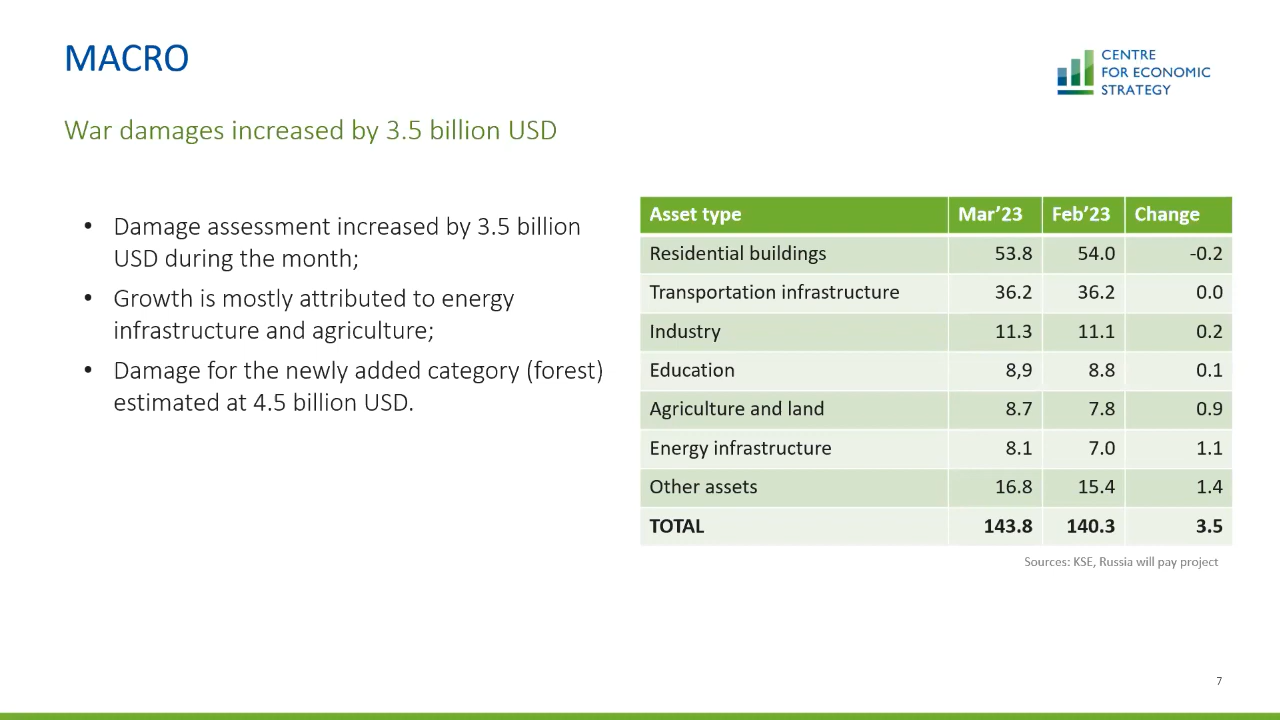 MACRO
CENTRE
FOR ECONOMIC
STRATEGY
War damages increased by 3.5 billion USD
• Damage assessment increased by 3.5 billion
USD during the month;
• Growth is mostly attributed to energy
infrastructure and agriculture;
• Damage for the newly added category (forest)
estimated at 4.5 billion USD.
Asset type Mar’23 Feb’23 Change
Residential buildings 53.8 54.0 -0.2
Transportation infrastructure 36.2 36.2 0.0
Industry 11.3 11.1 0.2
Education 8,9 8.8 0.1
Agriculture and land 8.7 7.8 0.9
Energy infrastructure 8.1 7.0 1.1
Other assets 16.8 15.4 1.4
TOTAL 143.8 140.3 3.5
Sources: KSE, Russia will pay project
7